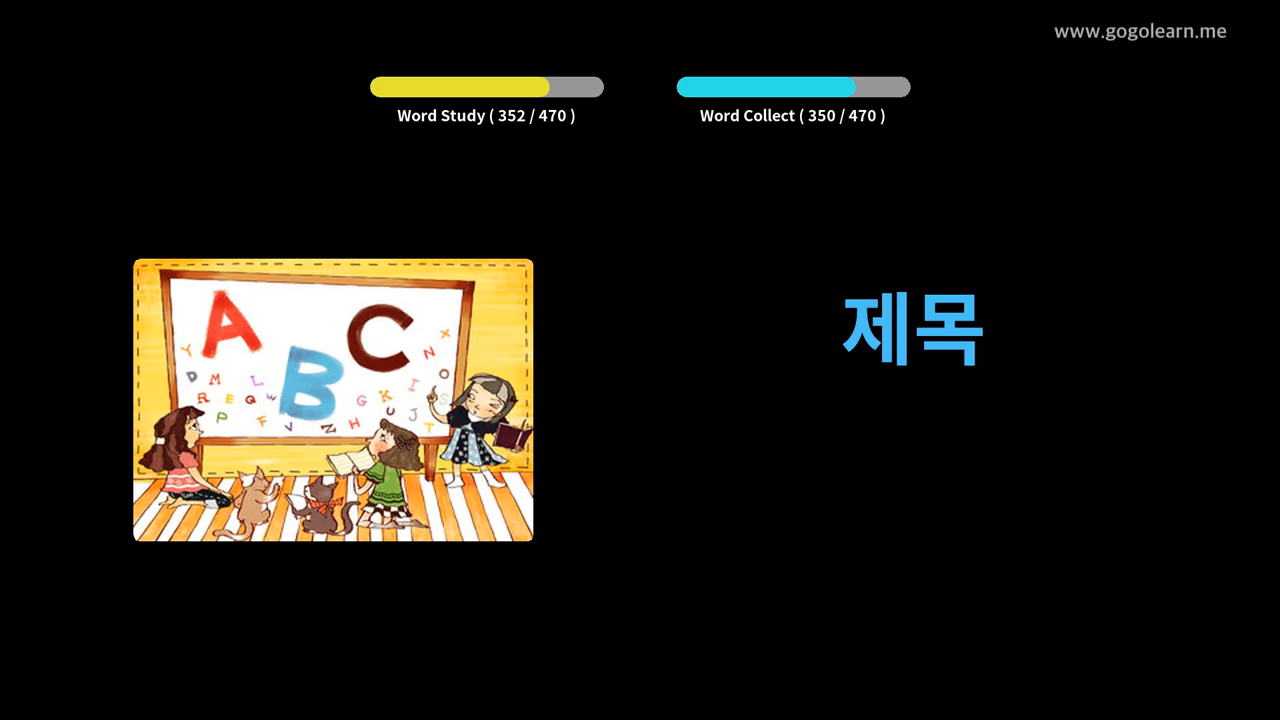 www.gogolearn.me
Word Study ( 352 / 470 )
Word Collect ( 350 / 470 )
제목
A
B
C
X
Y
N
D M L I O
R E Q W G K S
P F V Z H U J T